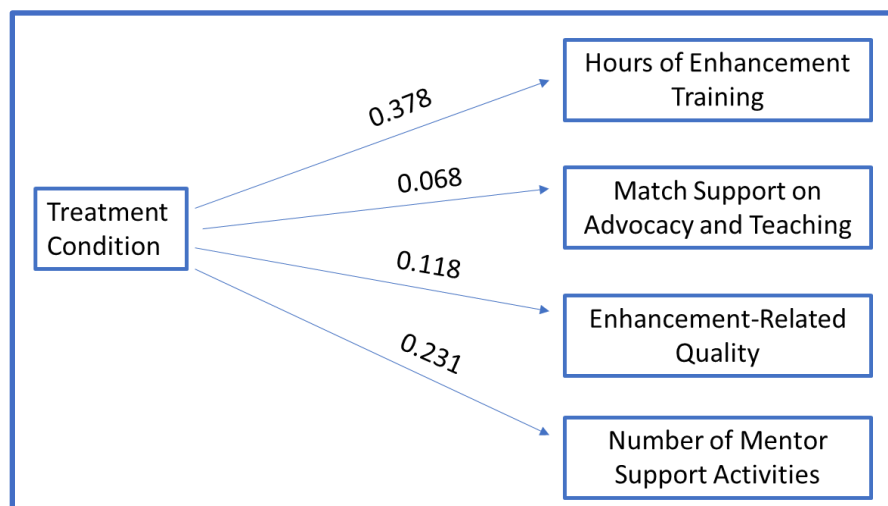 Treatment
Condition
0.378
0.068
0.118
0.231
Hours of Enhancement
Training
Match Support on
Advocacy and Teaching
Enhancement-Related
Quality
Number of Mentor
Support Activities